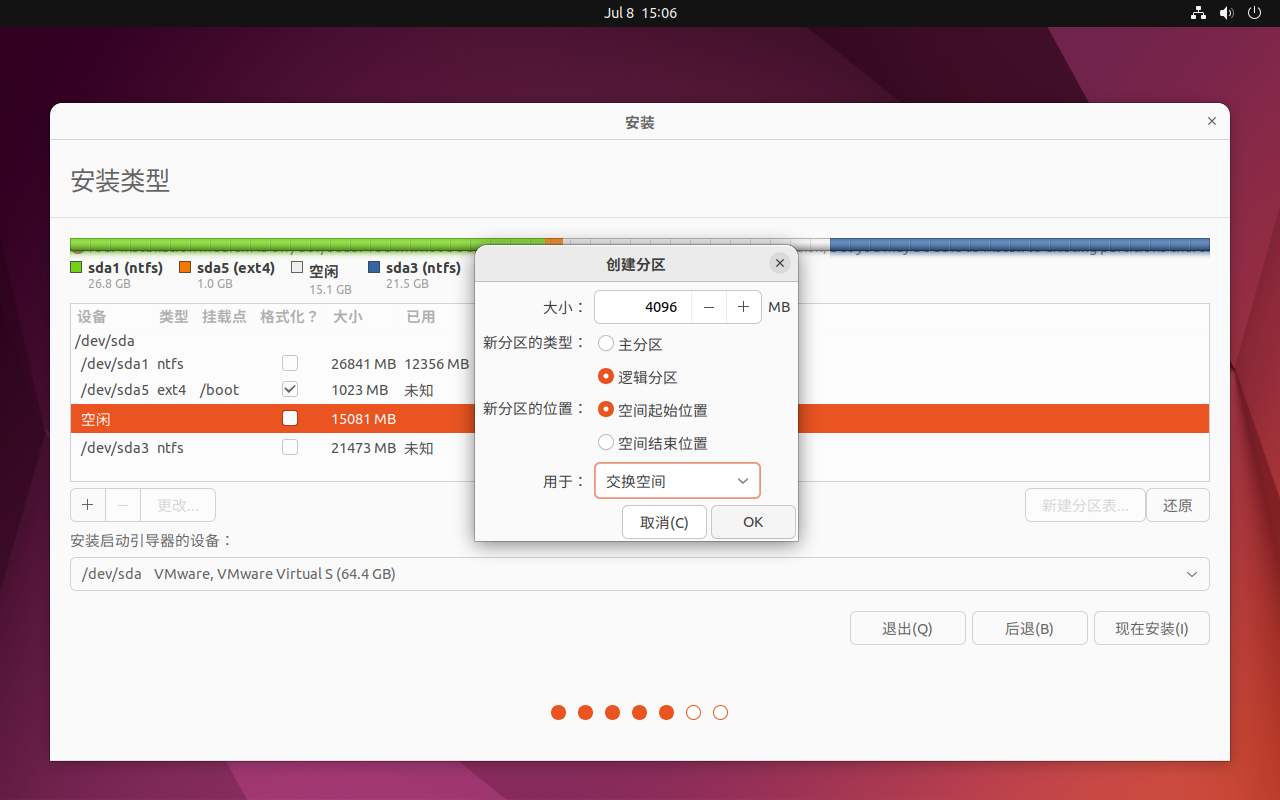 Jul 8 15:06
安装
安装类型
sda1 (ntfs)
26.8 GB
sda5 (ext4)
1.0 GB
空闲
15.1 GB
sda3 (ntfs)
21.5 GB
设备 类型 挂载点 格式化？ 大小 已用
/dev/sda
/dev/sda1 ntfs 26841 MB 12356 MB
/dev/sda5 ext4 /boot 1023 MB 未知
空闲 15081 MB
/dev/sda3 ntfs 21473 MB 未知
+ − 更改... 新建分区表... 还原
创建分区
大小： 4096 − + MB
新分区的类型： 主分区
逻辑分区
新分区的位置： 空间起始位置
空间结束位置
用于： 交换空间
取消(C) OK
安装启动引导器的设备：
/dev/sda VMware, VMware Virtual S (64.4 GB)
退出(Q) 后退(B) 现在安装(I)